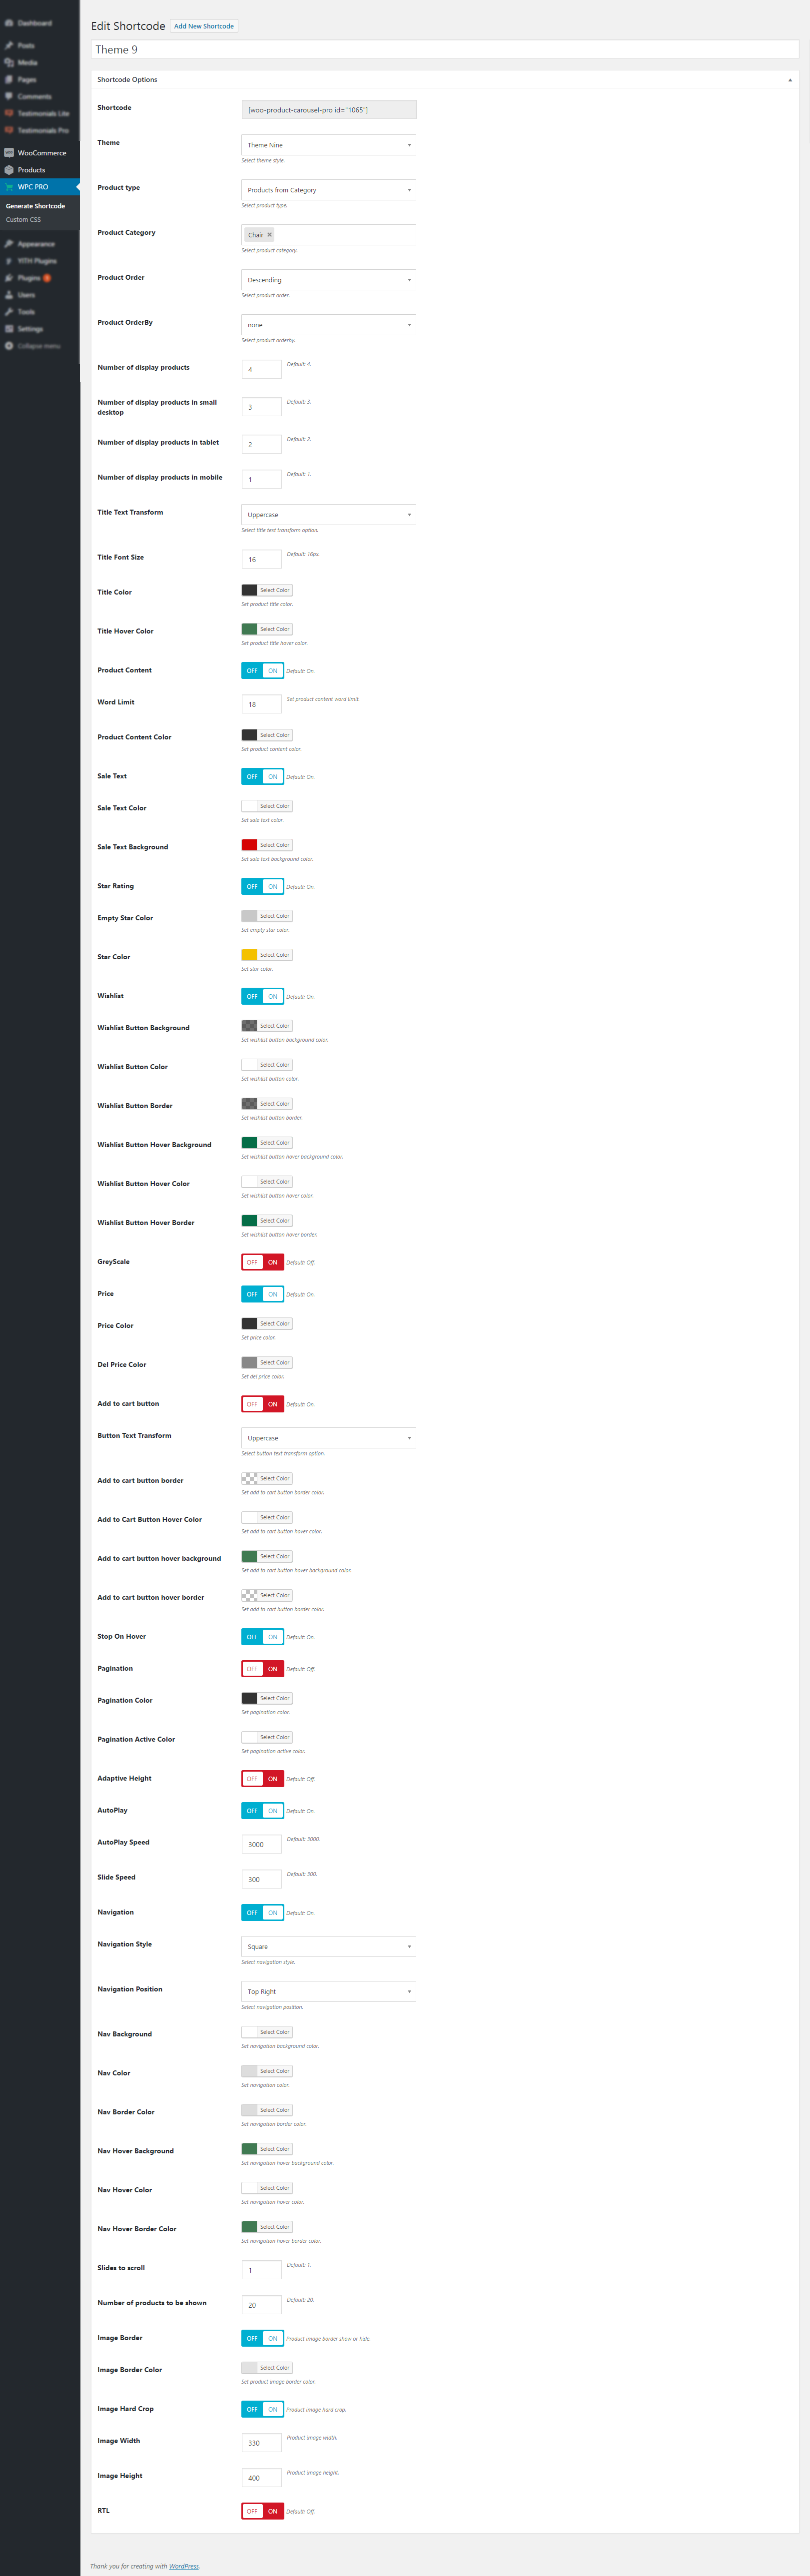 Dashboard
Posts
Media
Pages
Comments
Testimonials Lite
Testimonials Pro
WooCommerce
Products
WPC PRO
Generate Shortcode
Custom CSS
Appearance
YITH Plugins
Plugins
Users
Tools
Settings
Collapse menu
Edit Shortcode Add New Shortcode
Theme 9
Shortcode Options
Shortcode [woo-product-carousel-pro id="1065"]
Theme Theme Nine
Select theme style.
Product type Products from Category
Select product type.
Product Category Chair ×
Select product category.
Product Order Descending
Select product order.
Product OrderBy none
Select product orderby.
Number of display products 4 Default: 4.
Number of display products in small desktop 3 Default: 3.
Number of display products in tablet 2 Default: 2.
Number of display products in mobile 1 Default: 1.
Title Text Transform Uppercase
Select title text transform option.
Title Font Size 16 Default: 16px.
Title Color Select Color
Set product title color.
Title Hover Color Select Color
Set product title hover color.
Product Content OFF ON Default: On.
Word Limit 18 Set product content word limit.
Product Content Color Select Color
Set product content color.
Sale Text OFF ON Default: On.
Sale Text Color Select Color
Set sale text color.
Sale Text Background Select Color
Set sale text background color.
Star Rating OFF ON Default: On.
Empty Star Color Select Color
Set empty star color.
Star Color Select Color
Set star color.
Wishlist OFF ON Default: On.
Wishlist Button Background Select Color
Set wishlist button background color.
Wishlist Button Color Select Color
Set wishlist button color.
Wishlist Button Border Select Color
Set wishlist button border.
Wishlist Button Hover Background Select Color
Set wishlist button hover background color.
Wishlist Button Hover Color Select Color
Set wishlist button hover color.
Wishlist Button Hover Border Select Color
Set wishlist button hover border.
GreyScale OFF ON Default: Off.
Price OFF ON Default: On.
Price Color Select Color
Set price color.
Del Price Color Select Color
Set del price color.
Add to cart button OFF ON Default: On.
Button Text Transform Uppercase
Select button text transform option.
Add to cart button border Select Color
Set add to cart button border color.
Add to Cart Button Hover Color Select Color
Set add to cart button hover color.
Add to cart button hover background Select Color
Set add to cart button hover background color.
Add to cart button hover border Select Color
Set add to cart button border color.
Stop On Hover OFF ON Default: On.
Pagination OFF ON Default: Off.
Pagination Color Select Color
Set pagination color.
Pagination Active Color Select Color
Set pagination active color.
Adaptive Height OFF ON Default: Off.
AutoPlay OFF ON Default: On.
AutoPlay Speed 3000 Default: 3000.
Slide Speed 300 Default: 300.
Navigation OFF ON Default: On.
Navigation Style Square
Select navigation style.
Navigation Position Top Right
Select navigation position.
Nav Background Select Color
Set navigation background color.
Nav Color Select Color
Set navigation color.
Nav Border Color Select Color
Set navigation border color.
Nav Hover Background Select Color
Set navigation hover background color.
Nav Hover Color Select Color
Set navigation hover color.
Nav Hover Border Color Select Color
Set navigation hover border color.
Slides to scroll 1 Default: 1.
Number of products to be shown 20 Default: 20.
Image Border OFF ON Product image border show or hide.
Image Border Color Select Color
Set product image border color.
Image Hard Crop OFF ON Product image hard crop.
Image Width 330 Product image width.
Image Height 400 Product image height.
RTL OFF ON Default: Off.
Thank you for creating with WordPress.